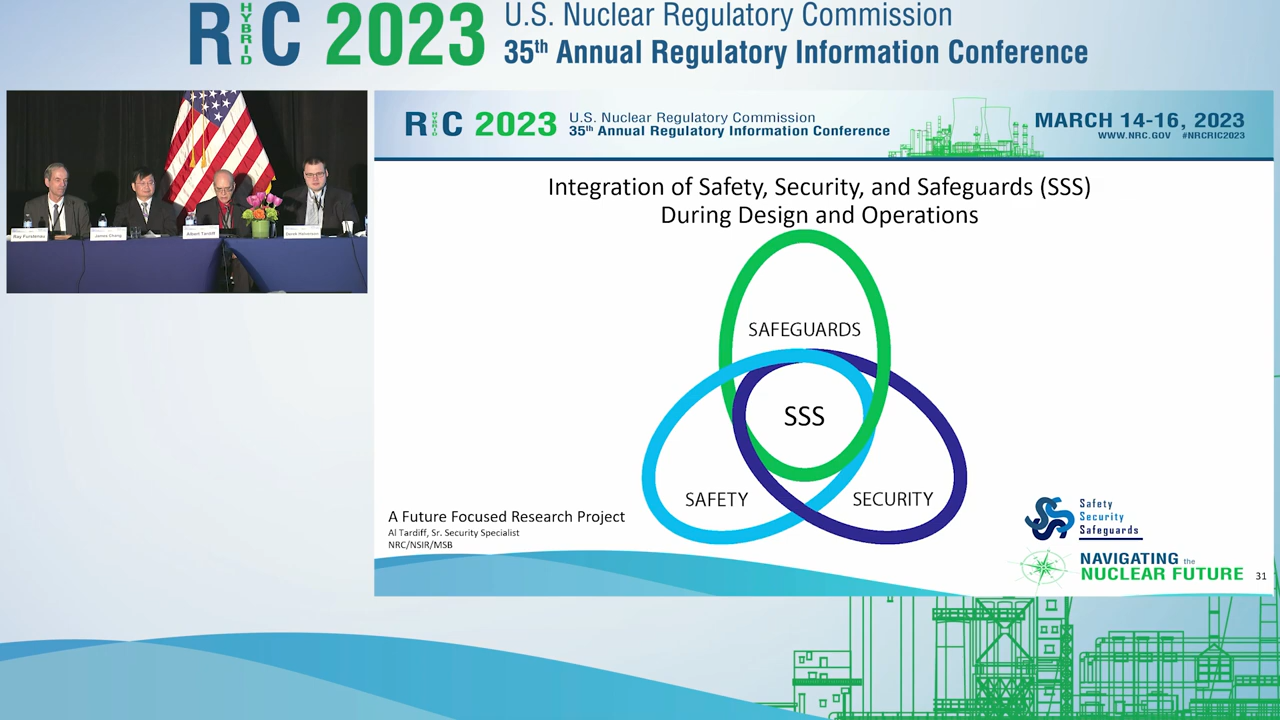 RIC 2023
HYBRID
U.S. Nuclear Regulatory Commission
35th Annual Regulatory Information Conference
Ray Furstenau
James Chang
Albert Tardiff
RIC 2023
HYBRID
U.S. Nuclear Regulatory Commission
35th Annual Regulatory Information Conference
MARCH 14-16, 2023
WWW.NRC.GOV #NRCRIC2023
Integration of Safety, Security, and Safeguards (SSS)
During Design and Operations
SAFEGUARDS
SSS
SAFETY
SECURITY
A Future Focused Research Project
Al Tardiff, Sr. Security Specialist
NRC/NSIR/MSB
Safety
Security
Safeguards
NAVIGATING the
NUCLEAR FUTURE
31